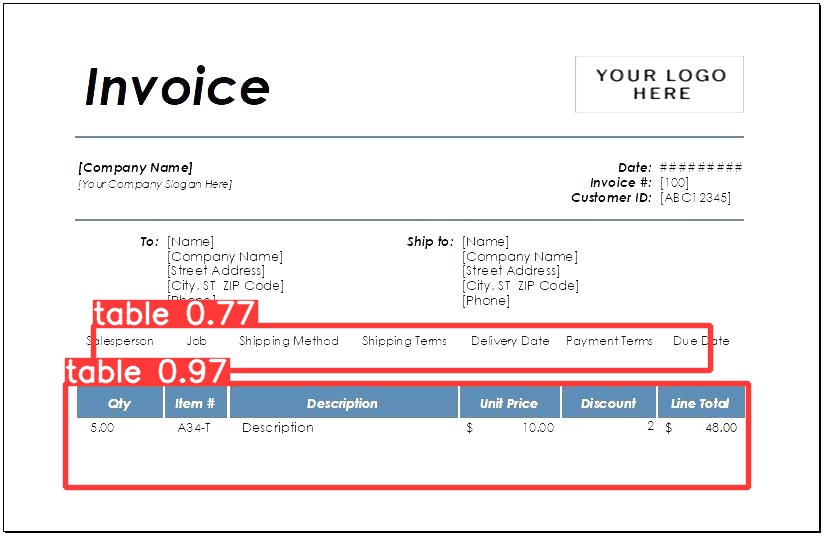 Invoice
YOUR LOGO
HERE
[Company Name]
[Your Company Slogan Here]
Date: #########
Invoice #: [100]
Customer ID: [ABC12345]
To: [Name]
[Company Name]
[Street Address]
[City, ST ZIP Code]
[Phone]
Ship to: [Name]
[Company Name]
[Street Address]
[City, ST ZIP Code]
[Phone]
table 0.77
Salesperson Job Shipping Method Shipping Terms Delivery Date Payment Terms Due Date
table 0.97
Qty Item # Description Unit Price Discount Line Total
5.00 A34-T Description $ 10.00 2 $ 48.00